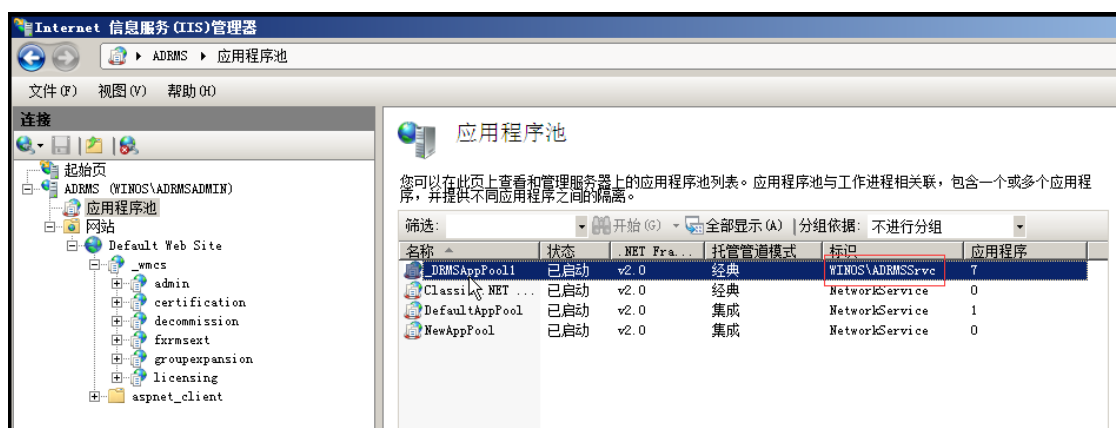 Internet 信息服务(IIS)管理器
ADRMS ▸ 应用程序池
文件(F) 视图(V) 帮助(H)
连接
起始页
ADRMS (WINOS\ADRMSADMIN)
应用程序池
网站
Default Web Site
_wmcs
admin
certification
decommission
fxrmsext
groupexpansion
licensing
aspnet_client
应用程序池
您可以在此页上查看和管理服务器上的应用程序池列表。应用程序池与工作进程相关联，包含一个或多个应用程
序，并提供不同应用程序之间的隔离。
筛选: 开始(G) 全部显示(A) 分组依据: 不进行分组
名称 状态 .NET Fra... 托管管道模式 标识 应用程序
_DRMSAppPool1 已启动 v2.0 经典 WINOS\ADRMSSrvc 7
Classic .NET ... 已启动 v2.0 经典 NetworkService 0
DefaultAppPool 已启动 v2.0 集成 NetworkService 1
NewAppPool 已启动 v2.0 集成 NetworkService 0